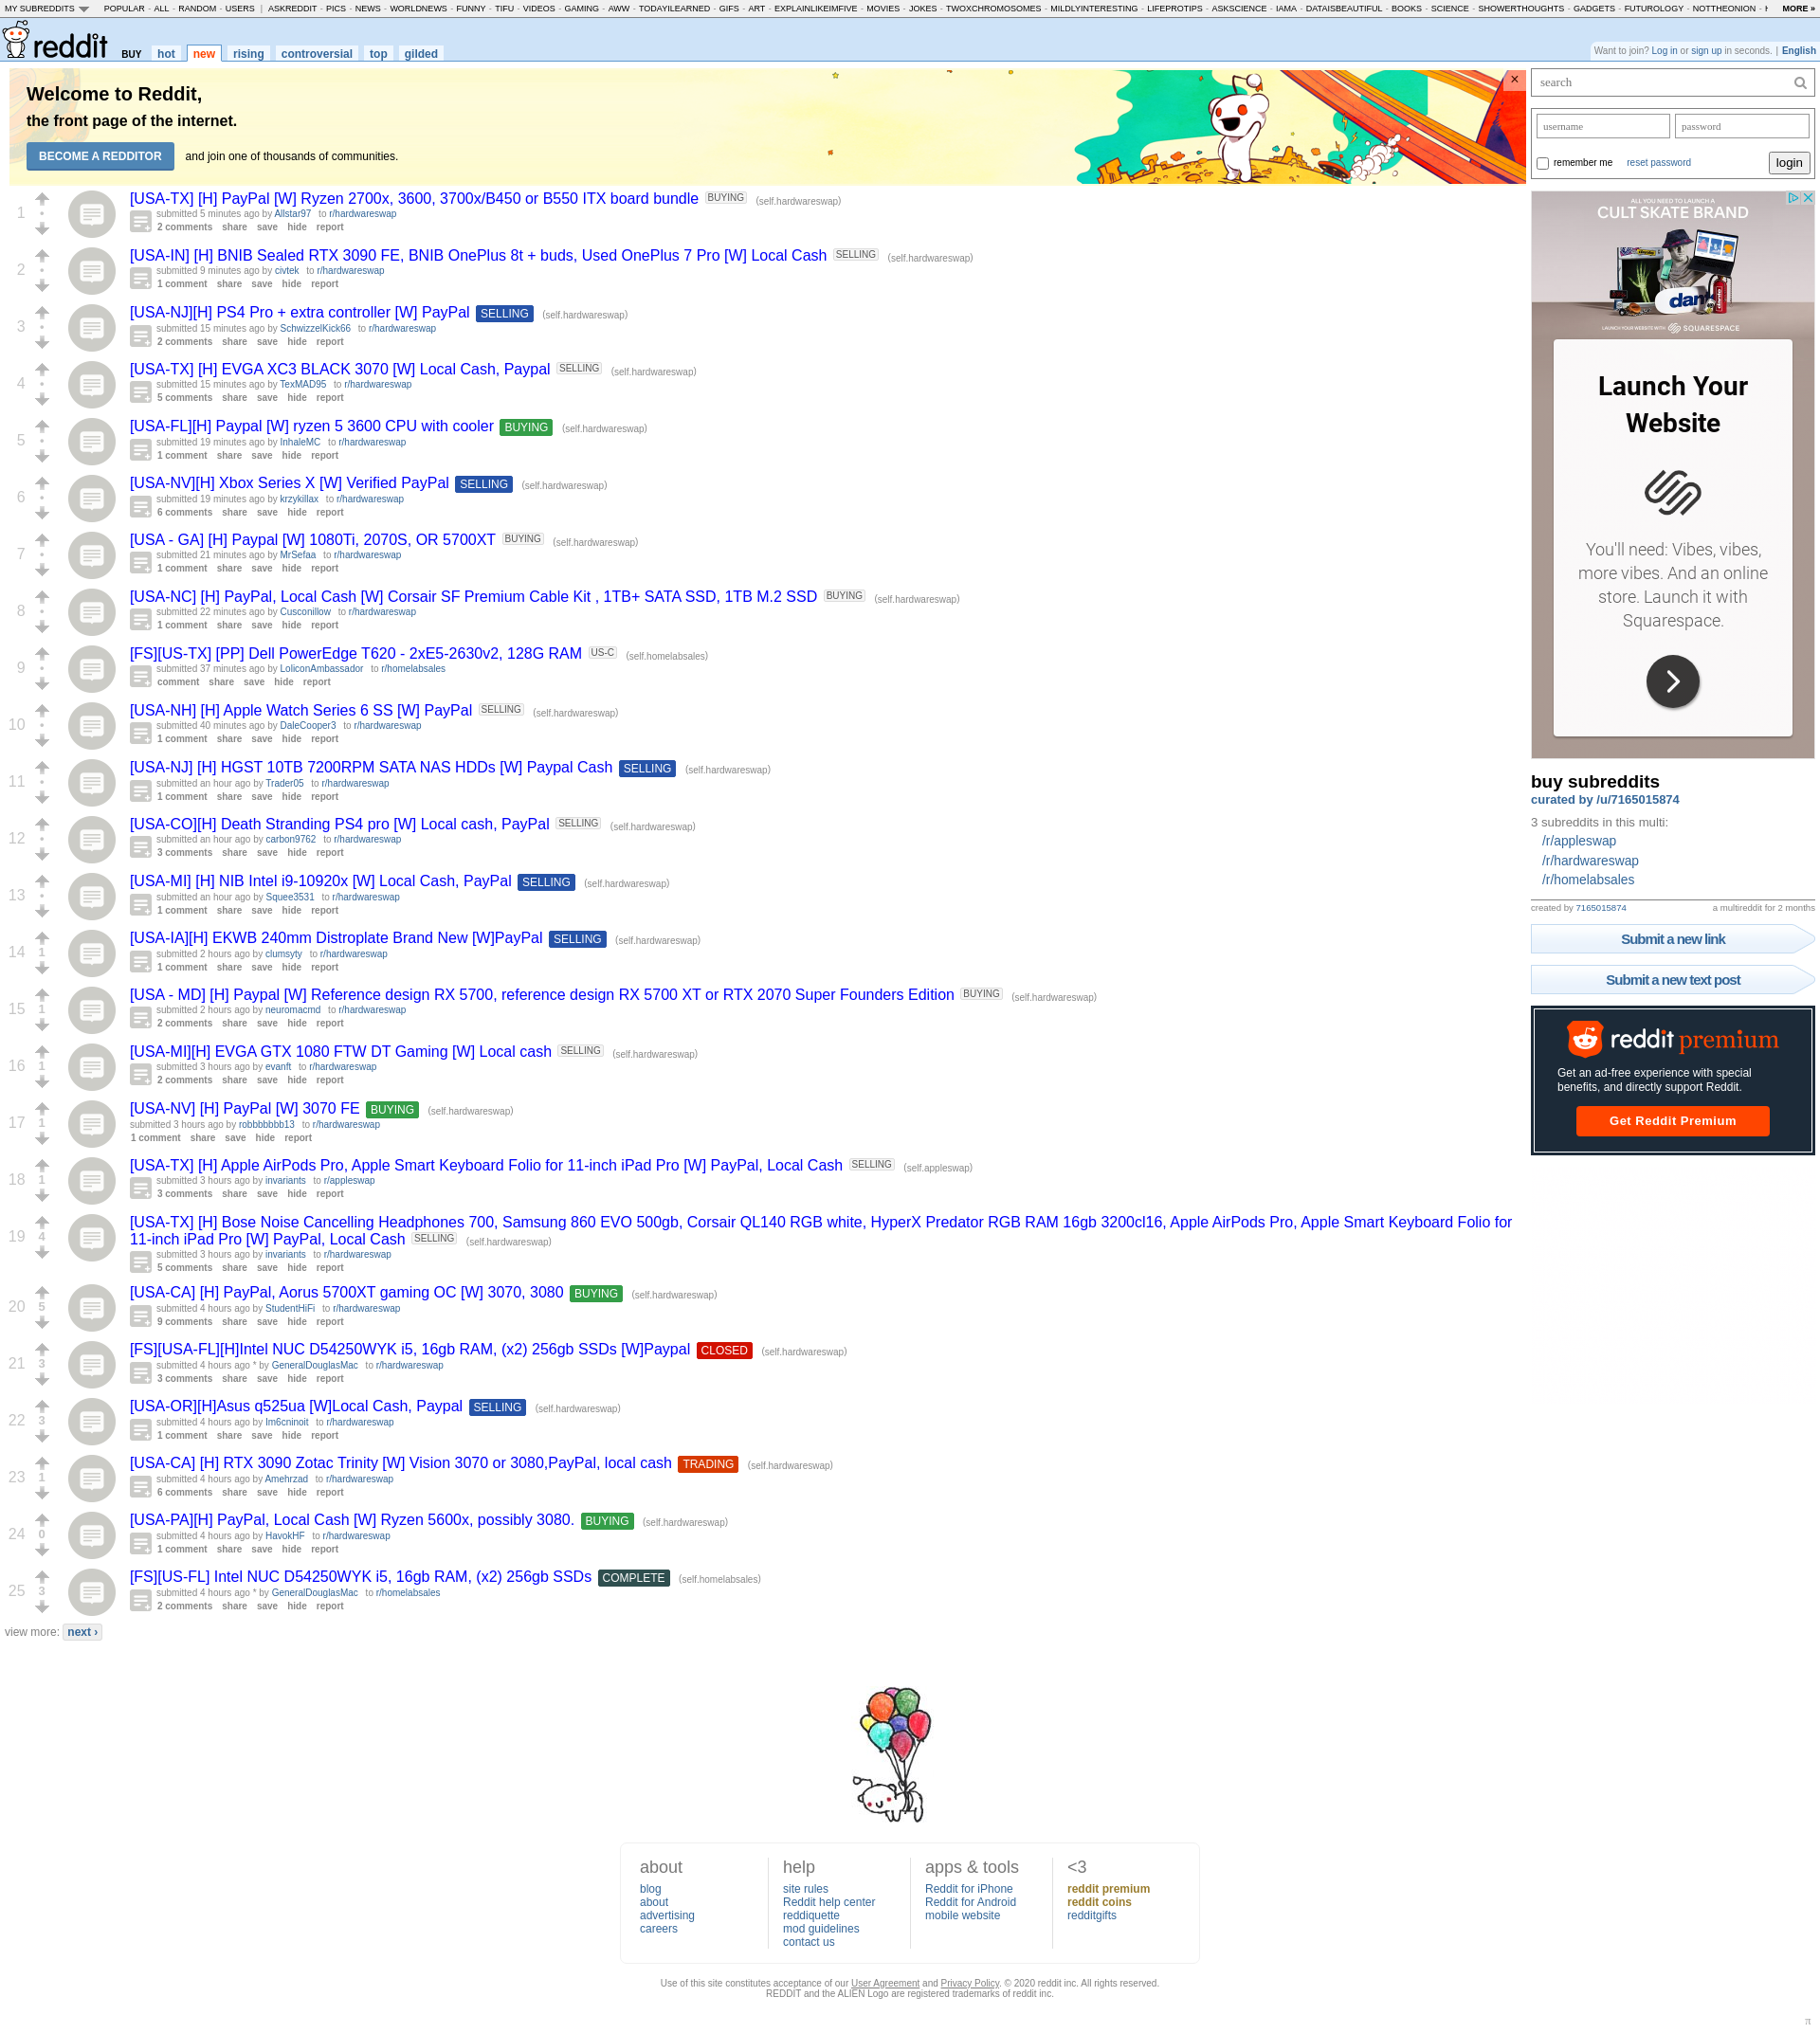 MY SUBREDDITS POPULAR - ALL - RANDOM - USERS | ASKREDDIT - PICS - NEWS - WORLDNEWS - FUNNY - TIFU - VIDEOS - GAMING - AWW - TODAYILEARNED - GIFS - ART - EXPLAINLIKEIMFIVE - MOVIES - JOKES - TWOXCHROMOSOMES - MILDLYINTERESTING - LIFEPROTIPS - ASKSCIENCE - IAMA - DATAISBEAUTIFUL - BOOKS - SCIENCE - SHOWERTHOUGHTS - GADGETS - FUTUROLOGY - NOTTHEONION - MORE »
reddit BUY hot new rising controversial top gilded
Want to join? Log in or sign up in seconds. | English
Welcome to Reddit,
the front page of the internet.
BECOME A REDDITOR and join one of thousands of communities.
×
1
[USA-TX] [H] PayPal [W] Ryzen 2700x, 3600, 3700x/B450 or B550 ITX board bundle BUYING (self.hardwareswap)
submitted 5 minutes ago by Allstar97 to r/hardwareswap
2 comments share save hide report
2
[USA-IN] [H] BNIB Sealed RTX 3090 FE, BNIB OnePlus 8t + buds, Used OnePlus 7 Pro [W] Local Cash SELLING (self.hardwareswap)
submitted 9 minutes ago by civtek to r/hardwareswap
1 comment share save hide report
3
[USA-NJ][H] PS4 Pro + extra controller [W] PayPal SELLING (self.hardwareswap)
submitted 15 minutes ago by SchwizzelKick66 to r/hardwareswap
2 comments share save hide report
4
[USA-TX] [H] EVGA XC3 BLACK 3070 [W] Local Cash, Paypal SELLING (self.hardwareswap)
submitted 15 minutes ago by TexMAD95 to r/hardwareswap
5 comments share save hide report
5
[USA-FL][H] Paypal [W] ryzen 5 3600 CPU with cooler BUYING (self.hardwareswap)
submitted 19 minutes ago by InhaleMC to r/hardwareswap
1 comment share save hide report
6
[USA-NV][H] Xbox Series X [W] Verified PayPal SELLING (self.hardwareswap)
submitted 19 minutes ago by krzykillax to r/hardwareswap
6 comments share save hide report
7
[USA - GA] [H] Paypal [W] 1080Ti, 2070S, OR 5700XT BUYING (self.hardwareswap)
submitted 21 minutes ago by MrSefaa to r/hardwareswap
1 comment share save hide report
8
[USA-NC] [H] PayPal, Local Cash [W] Corsair SF Premium Cable Kit , 1TB+ SATA SSD, 1TB M.2 SSD BUYING (self.hardwareswap)
submitted 22 minutes ago by Cusconillow to r/hardwareswap
1 comment share save hide report
9
[FS][US-TX] [PP] Dell PowerEdge T620 - 2xE5-2630v2, 128G RAM US-C (self.homelabsales)
submitted 37 minutes ago by LoliconAmbassador to r/homelabsales
comment share save hide report
10
[USA-NH] [H] Apple Watch Series 6 SS [W] PayPal SELLING (self.hardwareswap)
submitted 40 minutes ago by DaleCooper3 to r/hardwareswap
1 comment share save hide report
11
[USA-NJ] [H] HGST 10TB 7200RPM SATA NAS HDDs [W] Paypal Cash SELLING (self.hardwareswap)
submitted an hour ago by Trader05 to r/hardwareswap
1 comment share save hide report
12
[USA-CO][H] Death Stranding PS4 pro [W] Local cash, PayPal SELLING (self.hardwareswap)
submitted an hour ago by carbon9762 to r/hardwareswap
3 comments share save hide report
13
[USA-MI] [H] NIB Intel i9-10920x [W] Local Cash, PayPal SELLING (self.hardwareswap)
submitted an hour ago by Squee3531 to r/hardwareswap
1 comment share save hide report
14 1
[USA-IA][H] EKWB 240mm Distroplate Brand New [W]PayPal SELLING (self.hardwareswap)
submitted 2 hours ago by clumsyty to r/hardwareswap
1 comment share save hide report
15 1
[USA - MD] [H] Paypal [W] Reference design RX 5700, reference design RX 5700 XT or RTX 2070 Super Founders Edition BUYING (self.hardwareswap)
submitted 2 hours ago by neuromacmd to r/hardwareswap
2 comments share save hide report
16 1
[USA-MI][H] EVGA GTX 1080 FTW DT Gaming [W] Local cash SELLING (self.hardwareswap)
submitted 3 hours ago by evanft to r/hardwareswap
2 comments share save hide report
17 1
[USA-NV] [H] PayPal [W] 3070 FE BUYING (self.hardwareswap)
submitted 3 hours ago by robbbbbbb13 to r/hardwareswap
1 comment share save hide report
18 1
[USA-TX] [H] Apple AirPods Pro, Apple Smart Keyboard Folio for 11-inch iPad Pro [W] PayPal, Local Cash SELLING (self.appleswap)
submitted 3 hours ago by invariants to r/appleswap
3 comments share save hide report
19 4
[USA-TX] [H] Bose Noise Cancelling Headphones 700, Samsung 860 EVO 500gb, Corsair QL140 RGB white, HyperX Predator RGB RAM 16gb 3200cl16, Apple AirPods Pro, Apple Smart Keyboard Folio for
11-inch iPad Pro [W] PayPal, Local Cash SELLING (self.hardwareswap)
submitted 3 hours ago by invariants to r/hardwareswap
5 comments share save hide report
20 5
[USA-CA] [H] PayPal, Aorus 5700XT gaming OC [W] 3070, 3080 BUYING (self.hardwareswap)
submitted 4 hours ago by StudentHiFi to r/hardwareswap
9 comments share save hide report
21 3
[FS][USA-FL][H]Intel NUC D54250WYK i5, 16gb RAM, (x2) 256gb SSDs [W]Paypal CLOSED (self.hardwareswap)
submitted 4 hours ago * by GeneralDouglasMac to r/hardwareswap
3 comments share save hide report
22 3
[USA-OR][H]Asus q525ua [W]Local Cash, Paypal SELLING (self.hardwareswap)
submitted 4 hours ago by Im6cninoit to r/hardwareswap
1 comment share save hide report
23 1
[USA-CA] [H] RTX 3090 Zotac Trinity [W] Vision 3070 or 3080,PayPal, local cash TRADING (self.hardwareswap)
submitted 4 hours ago by Amehrzad to r/hardwareswap
6 comments share save hide report
24 0
[USA-PA][H] PayPal, Local Cash [W] Ryzen 5600x, possibly 3080. BUYING (self.hardwareswap)
submitted 4 hours ago by HavokHF to r/hardwareswap
1 comment share save hide report
25 3
[FS][US-FL] Intel NUC D54250WYK i5, 16gb RAM, (x2) 256gb SSDs COMPLETE (self.homelabsales)
submitted 4 hours ago * by GeneralDouglasMac to r/homelabsales
2 comments share save hide report
view more: next ›
search
username password
remember me reset password login
ALL YOU NEED TO LAUNCH A
CULT SKATE BRAND
dant
LAUNCH YOUR WEBSITE WITH SQUARESPACE
Launch Your
Website
You'll need: Vibes, vibes,
more vibes. And an online
store. Launch it with
Squarespace.
buy subreddits
curated by /u/7165015874
3 subreddits in this multi:
/r/appleswap
/r/hardwareswap
/r/homelabsales
created by 7165015874 a multireddit for 2 months
Submit a new link
Submit a new text post
reddit premium
Get an ad-free experience with special
benefits, and directly support Reddit.
Get Reddit Premium
about
blog
about
advertising
careers
help
site rules
Reddit help center
reddiquette
mod guidelines
contact us
apps & tools
Reddit for iPhone
Reddit for Android
mobile website
<3
reddit premium
reddit coins
redditgifts
Use of this site constitutes acceptance of our User Agreement and Privacy Policy. © 2020 reddit inc. All rights reserved.
REDDIT and the ALIEN Logo are registered trademarks of reddit inc.
π